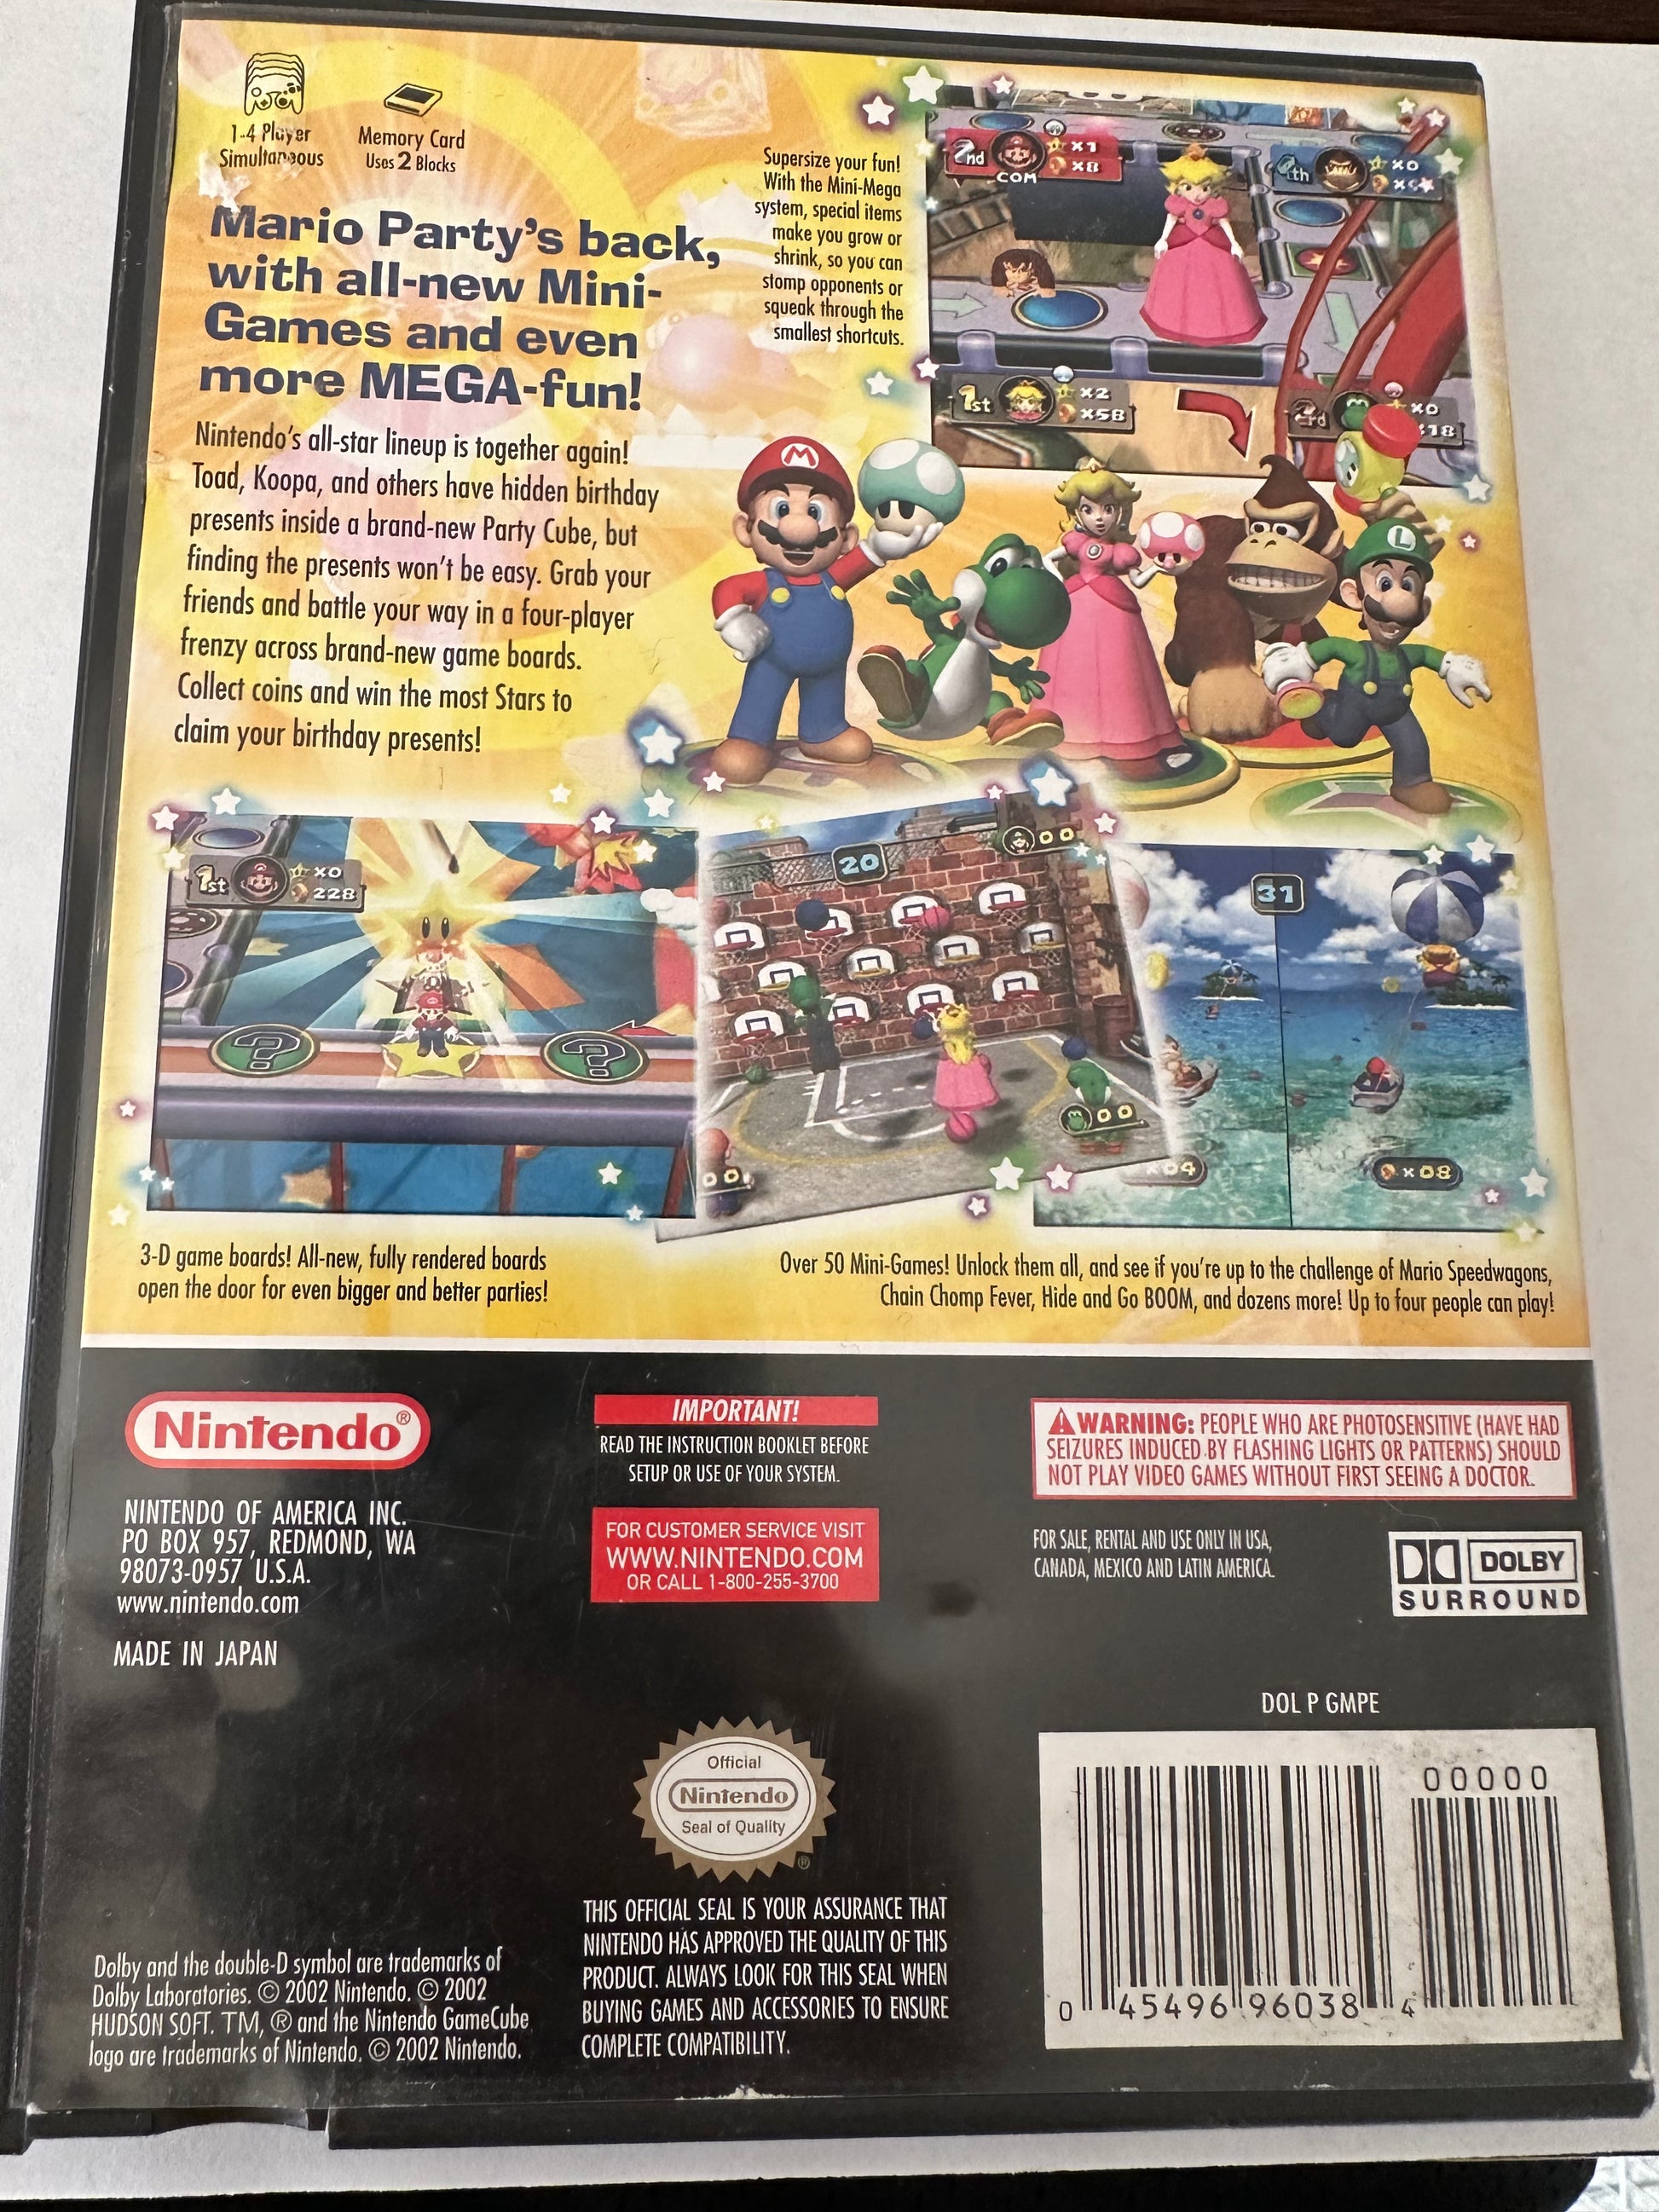 1-4 Player
Simultaneous
Memory Card
Uses 2 Blocks
Mario Party's back,
with all-new Mini-
Games and even
more MEGA-fun!
Nintendo's all-star lineup is together again!
Toad, Koopa, and others have hidden birthday
presents inside a brand-new Party Cube, but
finding the presents won't be easy. Grab your
friends and battle your way in a four-player
frenzy across brand-new game boards.
Collect coins and win the most Stars to
claim your birthday presents!
Supersize your fun!
With the Mini-Mega
system, special items
make you grow or
shrink, so you can
stomp opponents or
squeak through the
smallest shortcuts.
2nd
×1
×8
COM
4th
×0
1st
×2
×58
3rd
×0
×18
M
L
1st
×0
228
? ?
20
00
00
00
31
×04
×08
3-D game boards! All-new, fully rendered boards
open the door for even bigger and better parties!
Over 50 Mini-Games! Unlock them all, and see if you're up to the challenge of Mario Speedwagons,
Chain Chomp Fever, Hide and Go BOOM, and dozens more! Up to four people can play!
Nintendo®
NINTENDO OF AMERICA INC.
PO BOX 957, REDMOND, WA
98073-0957 U.S.A.
www.nintendo.com
MADE IN JAPAN
IMPORTANT!
READ THE INSTRUCTION BOOKLET BEFORE
SETUP OR USE OF YOUR SYSTEM.
FOR CUSTOMER SERVICE VISIT
WWW.NINTENDO.COM
OR CALL 1-800-255-3700
WARNING: PEOPLE WHO ARE PHOTOSENSITIVE (HAVE HAD
SEIZURES INDUCED BY FLASHING LIGHTS OR PATTERNS) SHOULD
NOT PLAY VIDEO GAMES WITHOUT FIRST SEEING A DOCTOR.
FOR SALE, RENTAL AND USE ONLY IN USA,
CANADA, MEXICO AND LATIN AMERICA.
DOLBY
SURROUND
DOL P GMPE
00000
0 45496 96038 4
Official
Nintendo
Seal of Quality
®
THIS OFFICIAL SEAL IS YOUR ASSURANCE THAT
NINTENDO HAS APPROVED THE QUALITY OF THIS
PRODUCT. ALWAYS LOOK FOR THIS SEAL WHEN
BUYING GAMES AND ACCESSORIES TO ENSURE
COMPLETE COMPATIBILITY.
Dolby and the double-D symbol are trademarks of
Dolby Laboratories. © 2002 Nintendo. © 2002
HUDSON SOFT. TM, ® and the Nintendo GameCube
logo are trademarks of Nintendo. © 2002 Nintendo.